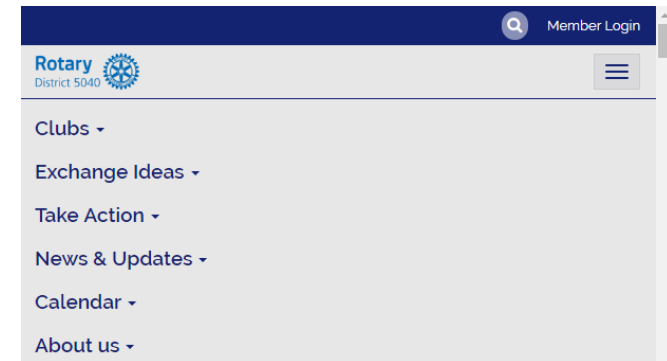 Member Login
Rotary
District 5040
Clubs
Exchange Ideas
Take Action
News & Updates
Calendar
About us